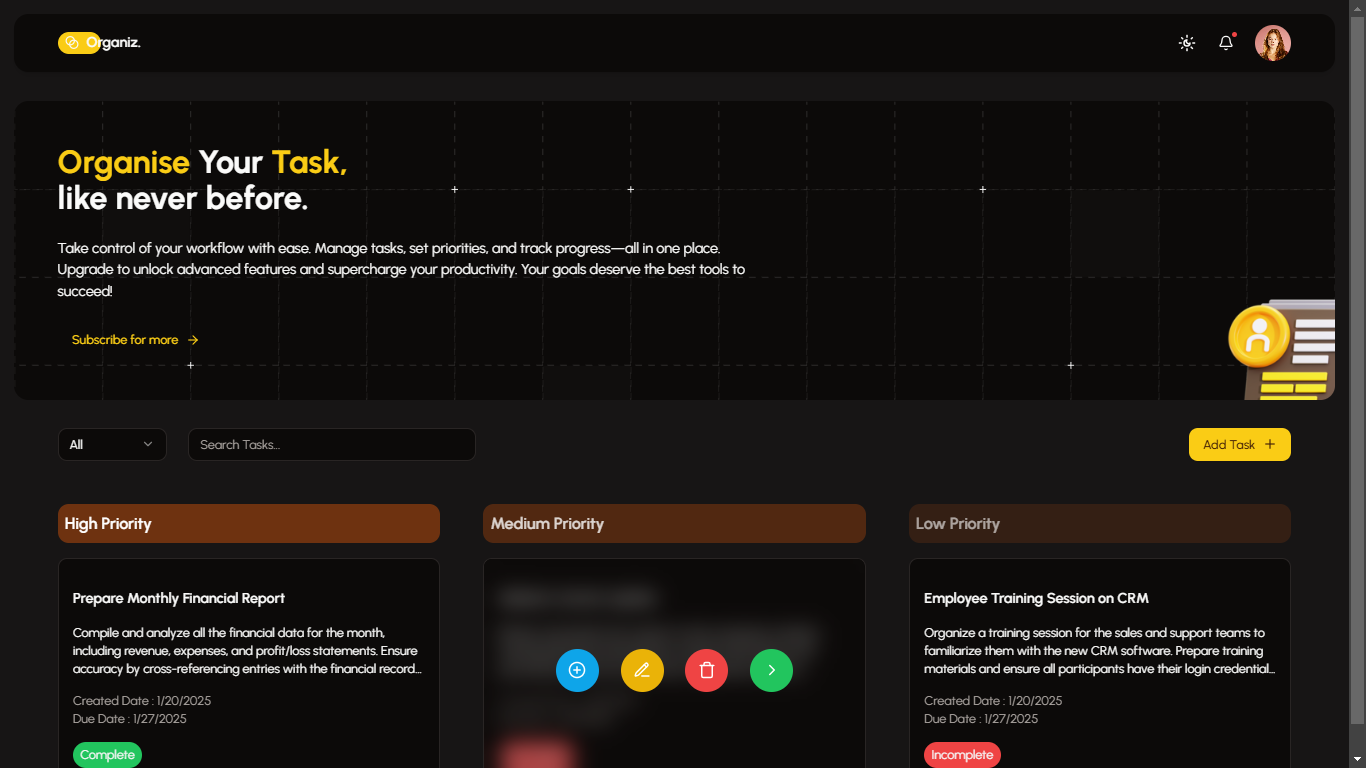 Organiz.
Organise Your Task,
like never before.
Take control of your workflow with ease. Manage tasks, set priorities, and track progress—all in one place.
Upgrade to unlock advanced features and supercharge your productivity. Your goals deserve the best tools to
succeed!
Subscribe for more
All
Search Tasks...
Add Task
High Priority
Prepare Monthly Financial Report
Compile and analyze all the financial data for the month,
including revenue, expenses, and profit/loss statements. Ensure
accuracy by cross-referencing entries with the financial record...
Created Date : 1/20/2025
Due Date : 1/27/2025
Complete
Medium Priority
Low Priority
Employee Training Session on CRM
Organize a training session for the sales and support teams to
familiarize them with the new CRM software. Prepare training
materials and ensure all participants have their login credential...
Created Date : 1/20/2025
Due Date : 1/27/2025
Incomplete